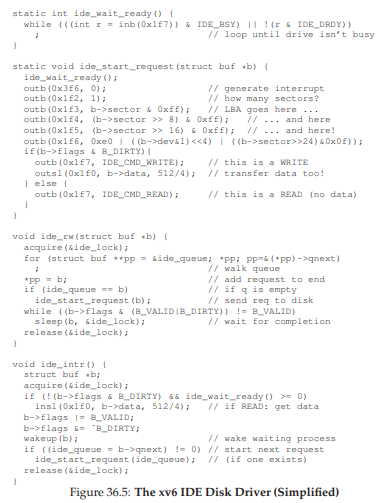 static int ide_wait_ready() {
  while (((int r = inb(0x1f7)) & IDE_BSY) || !(r & IDE_DRDY))
    ;                          // loop until drive isn't busy
}
static void ide_start_request(struct buf *b) {
  ide_wait_ready();
  outb(0x3f6, 0);              // generate interrupt
  outb(0x1f2, 1);              // how many sectors?
  outb(0x1f3, b->sector & 0xff); // LBA goes here ...
  outb(0x1f4, (b->sector >> 8) & 0xff); // ... and here
  outb(0x1f5, (b->sector >> 16) & 0xff); // ... and here!
  outb(0x1f6, 0xe0 | ((b->dev&1)<<4) | ((b->sector>>24)&0x0f));
  if(b->flags & B_DIRTY){
    outb(0x1f7, IDE_CMD_WRITE); // this is a WRITE
    outsl(0x1f0, b->data, 512/4); // transfer data too!
  } else {
    outb(0x1f7, IDE_CMD_READ); // this is a READ (no data)
  }
}
void ide_rw(struct buf *b) {
  acquire(&ide_lock);
  for (struct buf **pp = &ide_queue; *pp; pp=&(*pp)->qnext)
    ;                          // walk queue
  *pp = b;                     // add request to end
  if (ide_queue == b)          // if q is empty
    ide_start_request(b);      // send req to disk
  while ((b->flags & (B_VALID|B_DIRTY)) != B_VALID)
    sleep(b, &ide_lock);       // wait for completion
  release(&ide_lock);
}
void ide_intr() {
  struct buf *b;
  acquire(&ide_lock);
  if (!(b->flags & B_DIRTY) && ide_wait_ready() >= 0)
    insl(0x1f0, b->data, 512/4); // if READ: get data
  b->flags |= B_VALID;
  b->flags &= ˜B_DIRTY;
  wakeup(b);                   // wake waiting process
  if ((ide_queue = b->qnext) != 0) // start next request
    ide_start_request(ide_queue); // (if one exists)
  release(&ide_lock);
}
Figure 36.5: The xv6 IDE Disk Driver (Simplified)